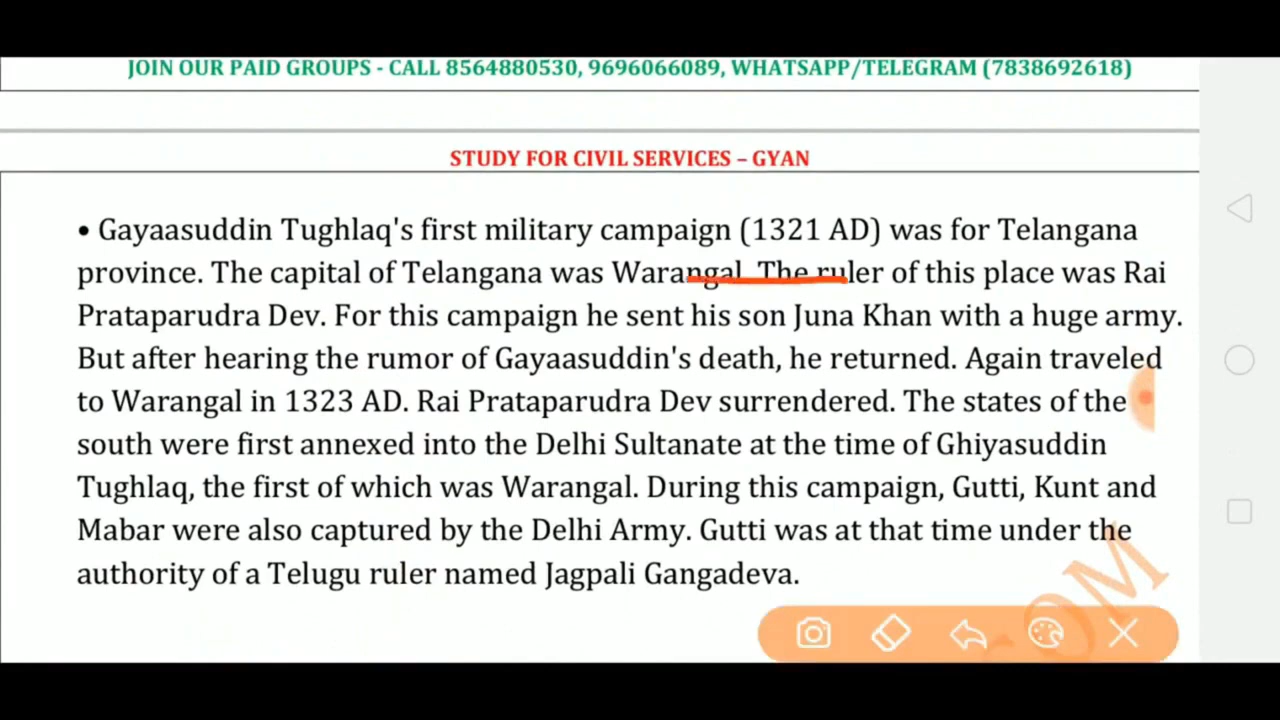 JOIN OUR PAID GROUPS - CALL 8564880530, 9696066089, WHATSAPP/TELEGRAM (7838692618)
STUDY FOR CIVIL SERVICES – GYAN
• Gayaasuddin Tughlaq's first military campaign (1321 AD) was for Telangana
province. The capital of Telangana was Warangal. The ruler of this place was Rai
Prataparudra Dev. For this campaign he sent his son Juna Khan with a huge army.
But after hearing the rumor of Gayaasuddin's death, he returned. Again traveled
to Warangal in 1323 AD. Rai Prataparudra Dev surrendered. The states of the
south were first annexed into the Delhi Sultanate at the time of Ghiyasuddin
Tughlaq, the first of which was Warangal. During this campaign, Gutti, Kunt and
Mabar were also captured by the Delhi Army. Gutti was at that time under the
authority of a Telugu ruler named Jagpali Gangadeva.
OM